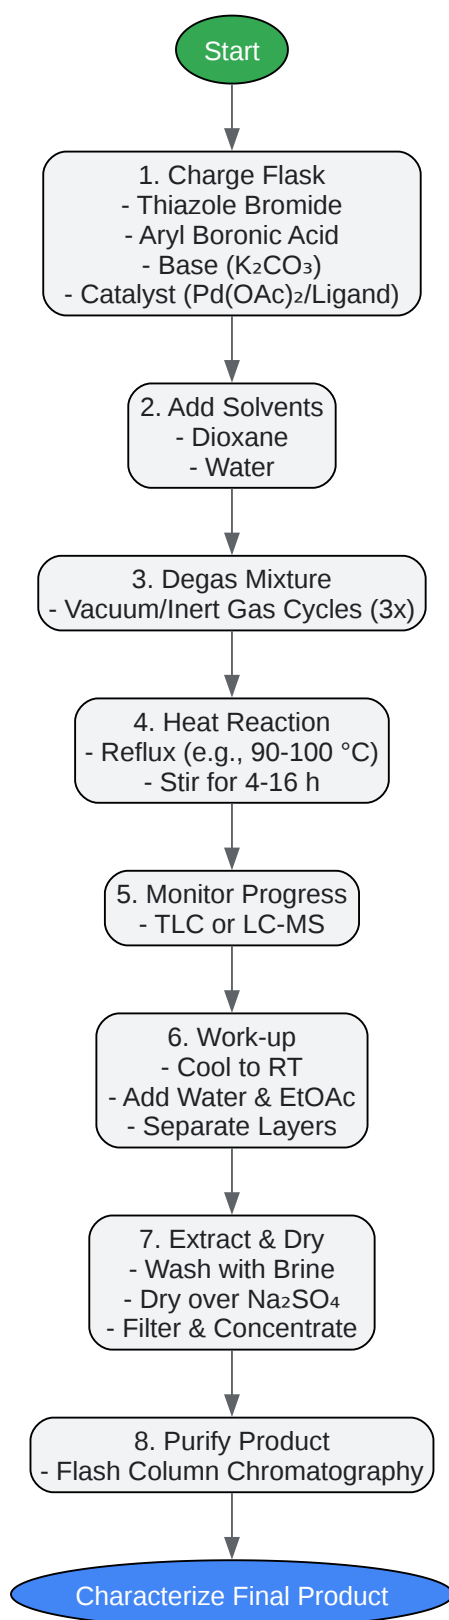 Start
1. Charge Flask
- Thiazole Bromide
- Aryl Boronic Acid
- Base (K₂CO₃)
- Catalyst (Pd(OAc)₂/Ligand)
2. Add Solvents
- Dioxane
- Water
3. Degas Mixture
- Vacuum/Inert Gas Cycles (3x)
4. Heat Reaction
- Reflux (e.g., 90-100 °C)
- Stir for 4-16 h
5. Monitor Progress
- TLC or LC-MS
6. Work-up
- Cool to RT
- Add Water & EtOAc
- Separate Layers
7. Extract & Dry
- Wash with Brine
- Dry over Na₂SO₄
- Filter & Concentrate
8. Purify Product
- Flash Column Chromatography
Characterize Final Product